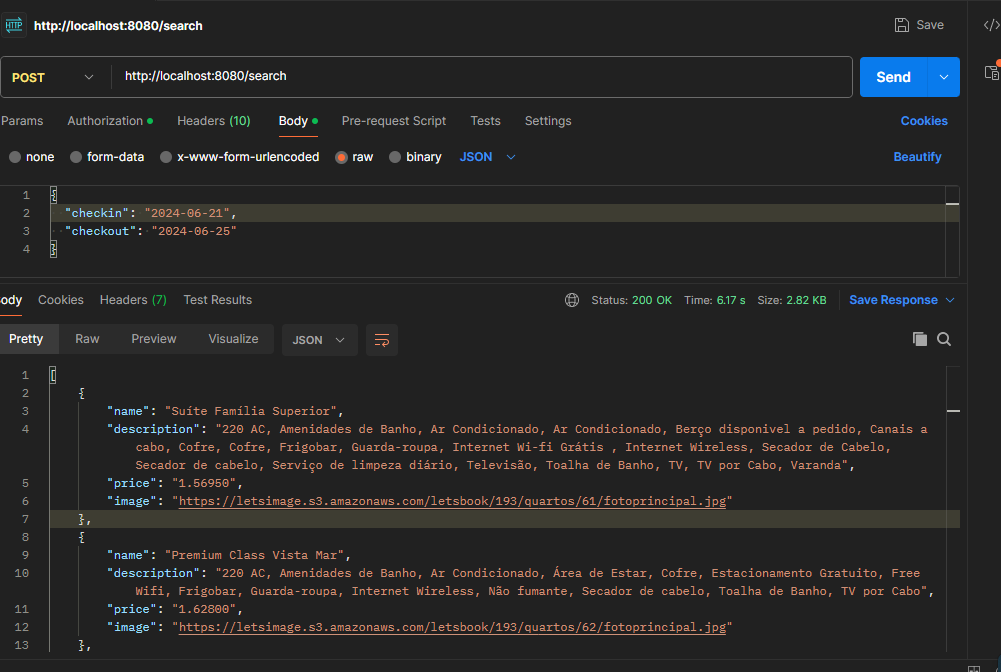 HTTP http://localhost:8080/search Save </>
POST http://localhost:8080/search Send
Params Authorization Headers (10) Body Pre-request Script Tests Settings Cookies
none form-data x-www-form-urlencoded raw binary JSON Beautify
1 {
2 "checkin": "2024-06-21",
3 "checkout": "2024-06-25"
4 }
ody Cookies Headers (7) Test Results Status: 200 OK Time: 6.17 s Size: 2.82 KB Save Response
Pretty Raw Preview Visualize JSON
1 [
2 {
3 "name": "Suíte Família Superior",
4 "description": "220 AC, Amenidades de Banho, Ar Condicionado, Ar Condicionado, Berço disponivel a pedido, Canais a
cabo, Cofre, Cofre, Frigobar, Guarda-roupa, Internet Wi-fi Grátis , Internet Wireless, Secador de Cabelo,
Secador de cabelo, Serviço de limpeza diário, Televisão, Toalha de Banho, TV, TV por Cabo, Varanda",
5 "price": "1.56950",
6 "image": "https://letsimage.s3.amazonaws.com/letsbook/193/quartos/61/fotoprincipal.jpg"
7 },
8 {
9 "name": "Premium Class Vista Mar",
10 "description": "220 AC, Amenidades de Banho, Ar Condicionado, Área de Estar, Cofre, Estacionamento Gratuito, Free
Wifi, Frigobar, Guarda-roupa, Internet Wireless, Não fumante, Secador de cabelo, Toalha de Banho, TV por Cabo",
11 "price": "1.62800",
12 "image": "https://letsimage.s3.amazonaws.com/letsbook/193/quartos/62/fotoprincipal.jpg"
13 },